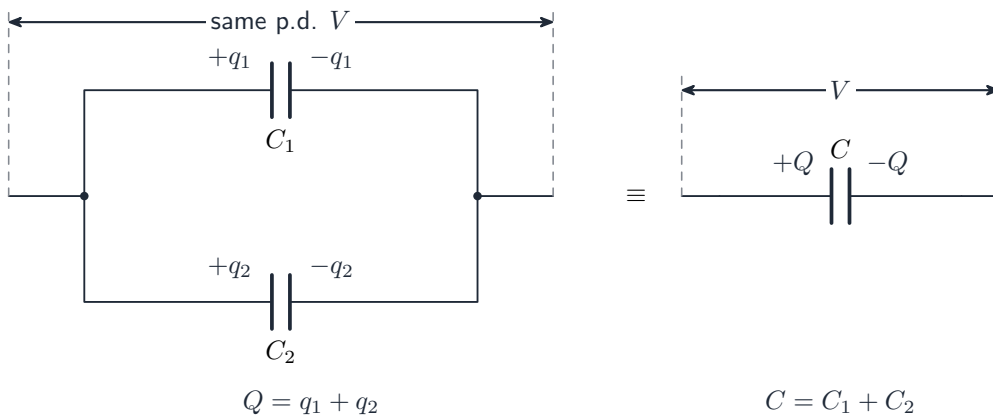 same p.d. V
+q₁ −q₁
C₁
+q₂ −q₂
C₂
Q = q₁ + q₂
≡
V
+Q C −Q
C = C₁ + C₂